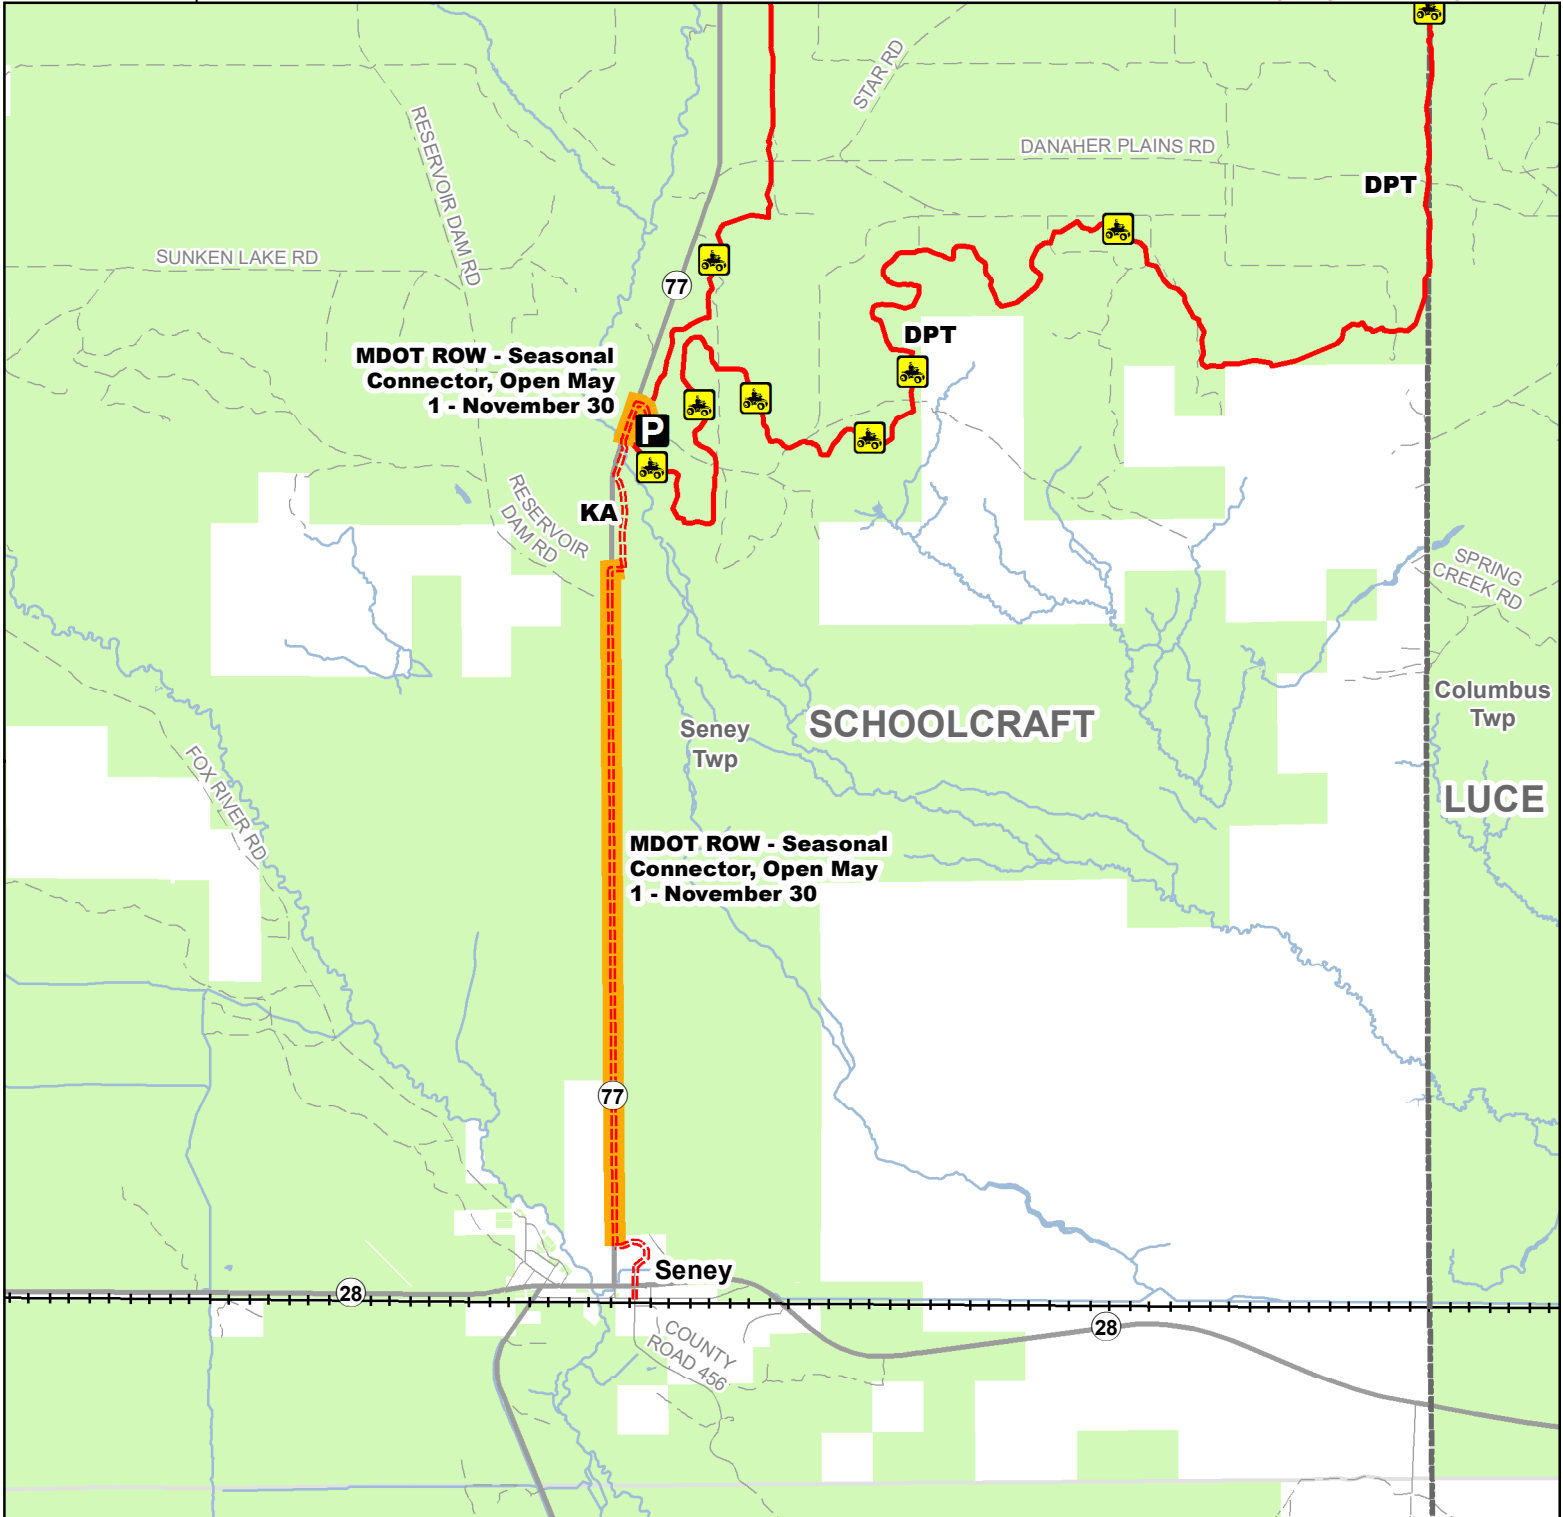 STAR RD
DANAHER PLAINS RD
RESERVOIR DAM RD
DPT
SUNKEN LAKE RD
77
DPT
MDOT ROW - Seasonal
Connector, Open May
1 - November 30
P
KA
RESERVOIR
DAM RD
SPRING
CREEK RD
Columbus
Twp
SCHOOLCRAFT
Seney
Twp
FOX RIVER RD
LUCE
MDOT ROW - Seasonal
Connector, Open May
1 - November 30
77
Seney
28
28
COUNTY
ROAD 456